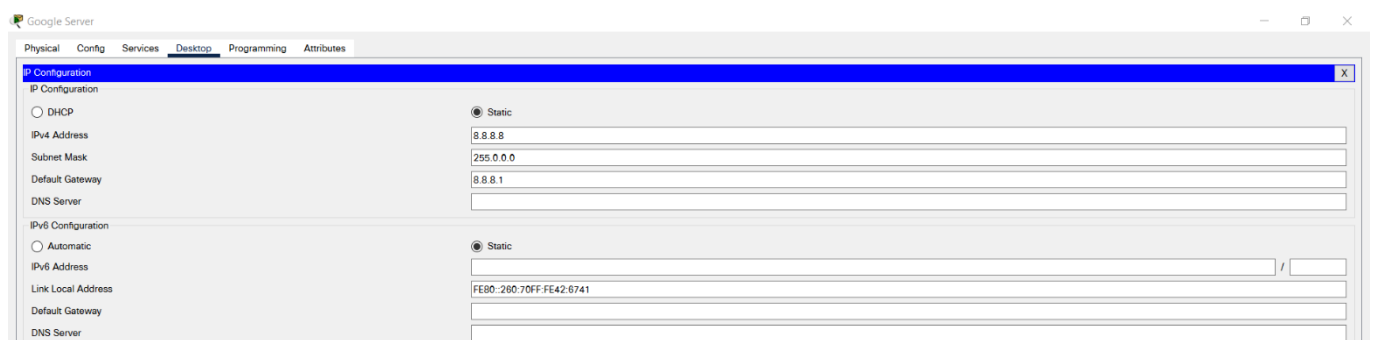 Google Server
Physical Config Services Desktop Programming Attributes
IP Configuration X
IP Configuration
DHCP Static
IPv4 Address 8.8.8.8
Subnet Mask 255.0.0.0
Default Gateway 8.8.8.1
DNS Server
IPv6 Configuration
Automatic Static
IPv6 Address /
Link Local Address FE80::260:70FF:FE42:6741
Default Gateway
DNS Server